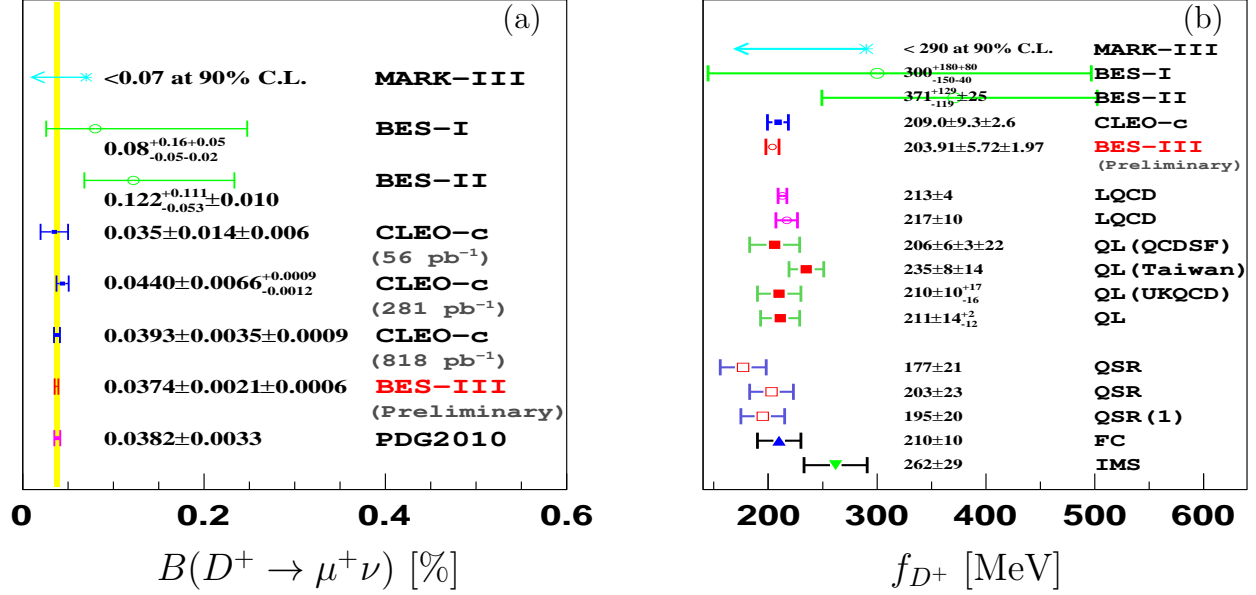 (a)
<0.07 at 90% C.L. MARK−III
BES−I
0.08+0.16+0.05-0.05-0.02
BES−II
0.122+0.111-0.053±0.010
0.035±0.014±0.006 CLEO−c
(56 pb⁻¹)
0.0440±0.0066+0.0009-0.0012 CLEO−c
(281 pb⁻¹)
0.0393±0.0035±0.0009 CLEO−c
(818 pb⁻¹)
0.0374±0.0021±0.0006 BES−III
(Preliminary)
0.0382±0.0033 PDG2010
0 0.2 0.4 0.6
B(D⁺ → μ⁺ν) [%]
(b)
< 290 at 90% C.L. MARK−III
300+180+80-150-40 BES−I
371+129-119±25 BES−II
209.0±9.3±2.6 CLEO−c
203.91±5.72±1.97 BES−III
(Preliminary)
213±4 LQCD
217±10 LQCD
206±6±3±22 QL(QCDSF)
235±8±14 QL(Taiwan)
210±10+17-16 QL(UKQCD)
211±14+2-12 QL
177±21 QSR
203±23 QSR
195±20 QSR(1)
210±10 FC
262±29 IMS
200 300 400 500 600
f_D⁺ [MeV]